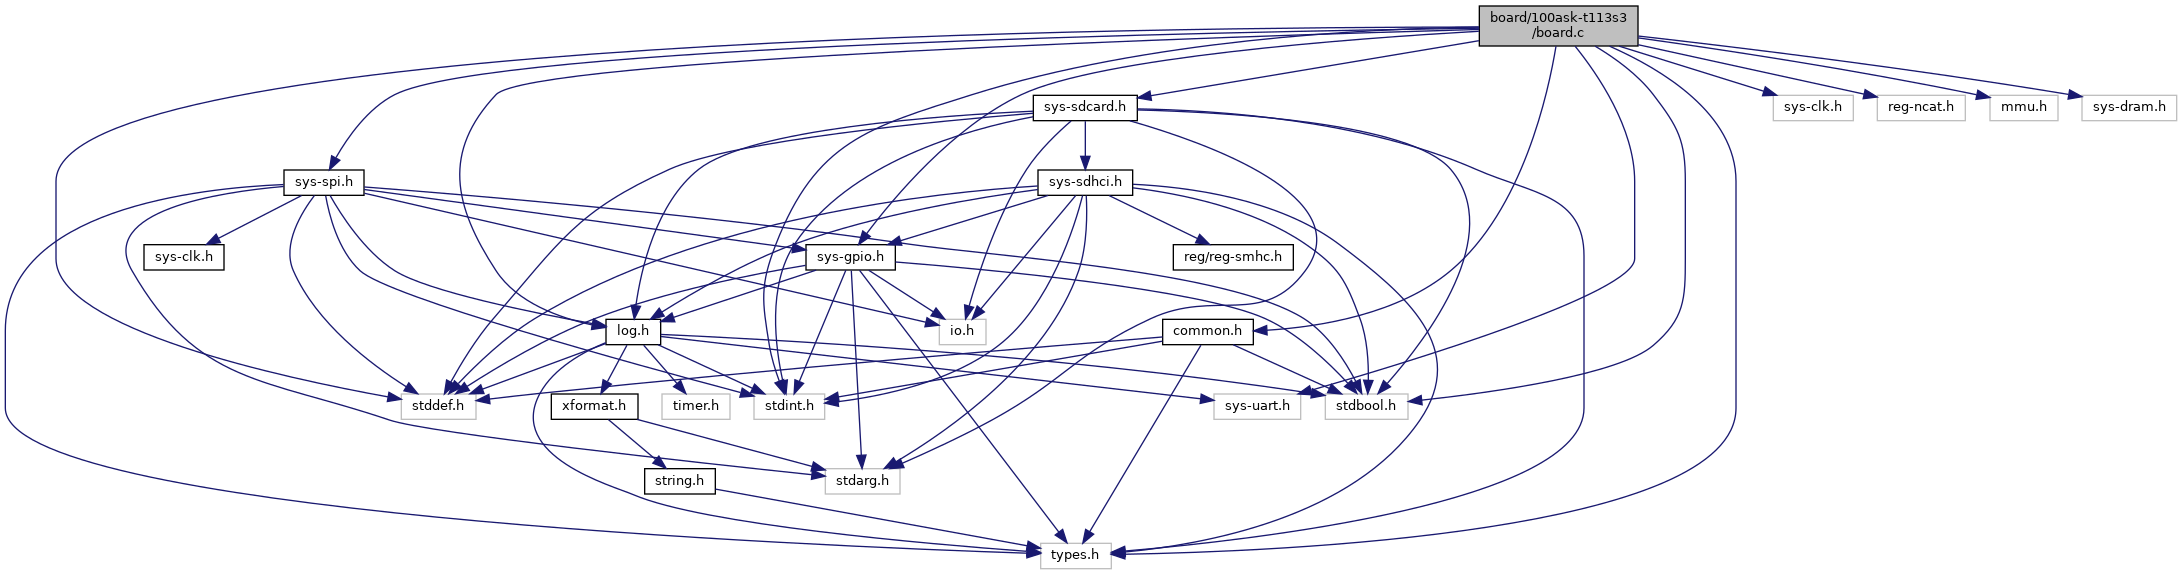 board/100ask-t113s3
/board.c
sys-sdcard.h
sys-clk.h
reg-ncat.h
mmu.h
sys-dram.h
sys-spi.h
sys-sdhci.h
sys-clk.h
sys-gpio.h
reg/reg-smhc.h
log.h
io.h
common.h
stddef.h
xformat.h
timer.h
stdint.h
sys-uart.h
stdbool.h
string.h
stdarg.h
types.h